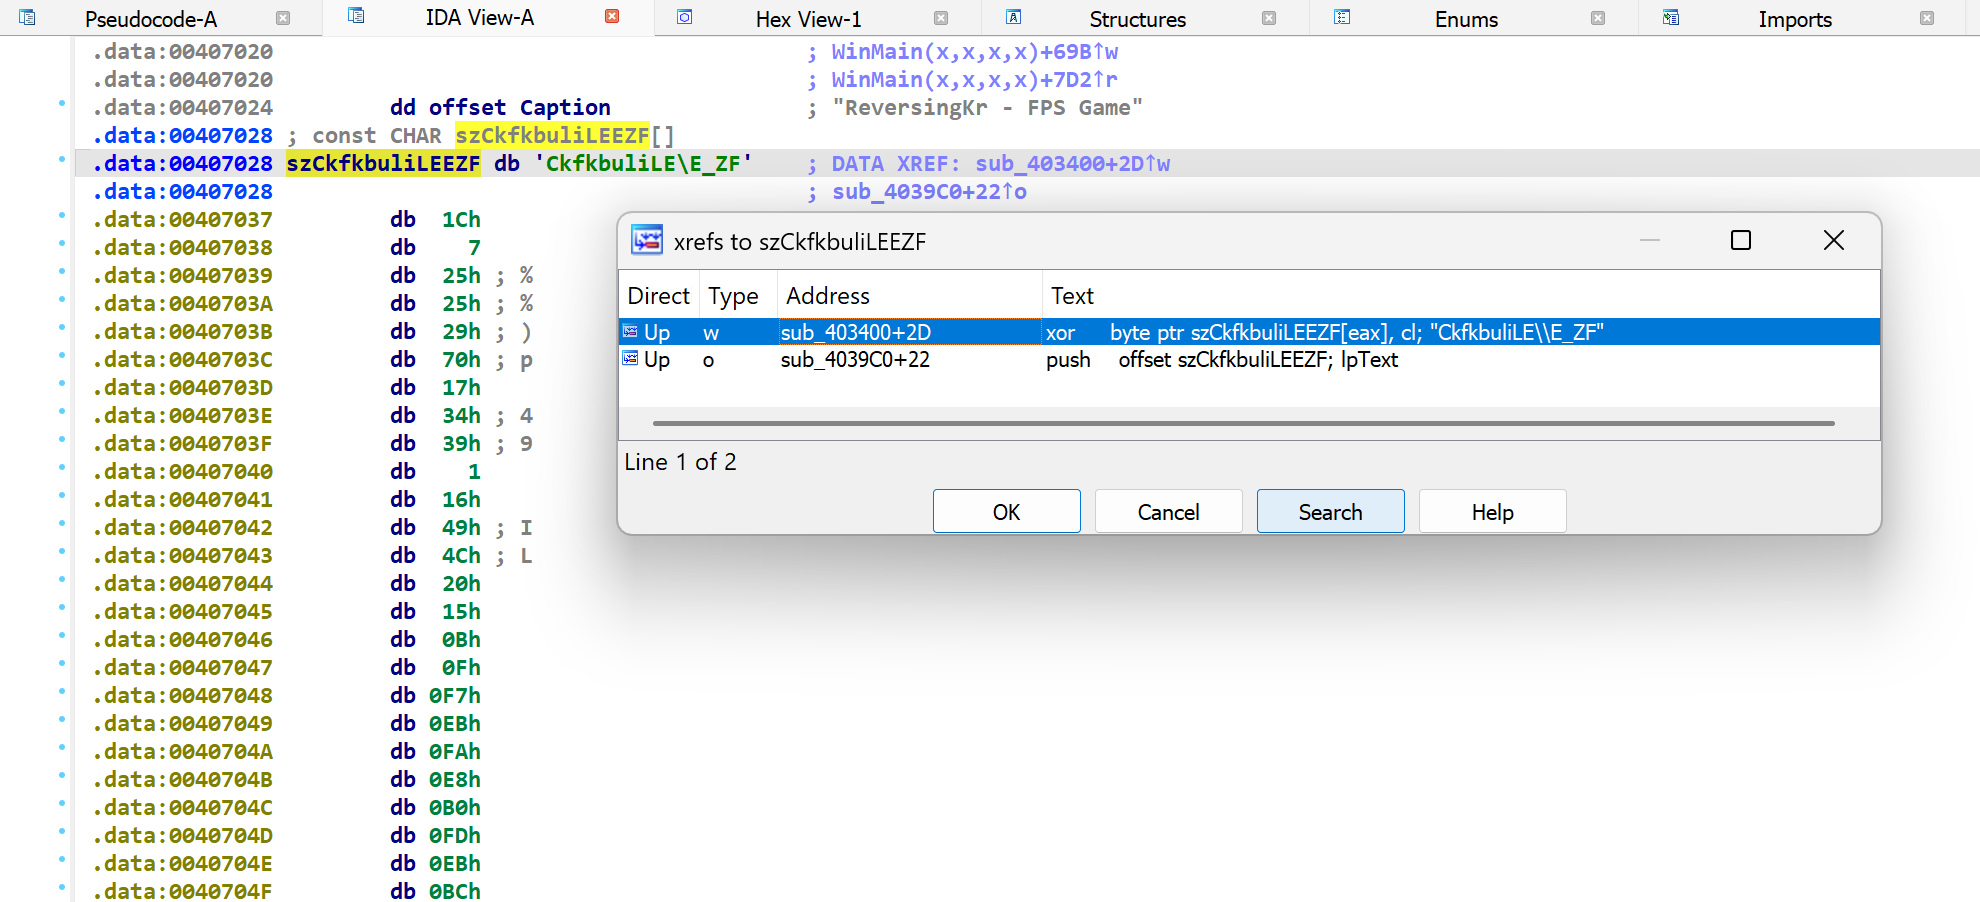 Pseudocode-A IDA View-A Hex View-1 Structures Enums Imports
.data:00407020 ; WinMain(x,x,x,x)+69B↑w
.data:00407020 ; WinMain(x,x,x,x)+7D2↑r
.data:00407024 dd offset Caption ; "ReversingKr - FPS Game"
.data:00407028 ; const CHAR szCkfkbuliLEEZF[]
.data:00407028 szCkfkbuliLEEZF db 'CkfkbuliLE\E_ZF' ; DATA XREF: sub_403400+2D↑w
.data:00407028 ; sub_4039C0+22↑o
.data:00407037 db 1Ch
.data:00407038 db 7
.data:00407039 db 25h ; %
.data:0040703A db 25h ; %
.data:0040703B db 29h ; )
.data:0040703C db 70h ; p
.data:0040703D db 17h
.data:0040703E db 34h ; 4
.data:0040703F db 39h ; 9
.data:00407040 db 1
.data:00407041 db 16h
.data:00407042 db 49h ; I
.data:00407043 db 4Ch ; L
.data:00407044 db 20h
.data:00407045 db 15h
.data:00407046 db 0Bh
.data:00407047 db 0Fh
.data:00407048 db 0F7h
.data:00407049 db 0EBh
.data:0040704A db 0FAh
.data:0040704B db 0E8h
.data:0040704C db 0B0h
.data:0040704D db 0FDh
.data:0040704E db 0EBh
.data:0040704F db 0BCh
xrefs to szCkfkbuliLEEZF
Direct Type Address Text
Up w sub_403400+2D xor byte ptr szCkfkbuliLEEZF[eax], cl; "CkfkbuliLE\\E_ZF"
Up o sub_4039C0+22 push offset szCkfkbuliLEEZF; lpText
Line 1 of 2
OK Cancel Search Help